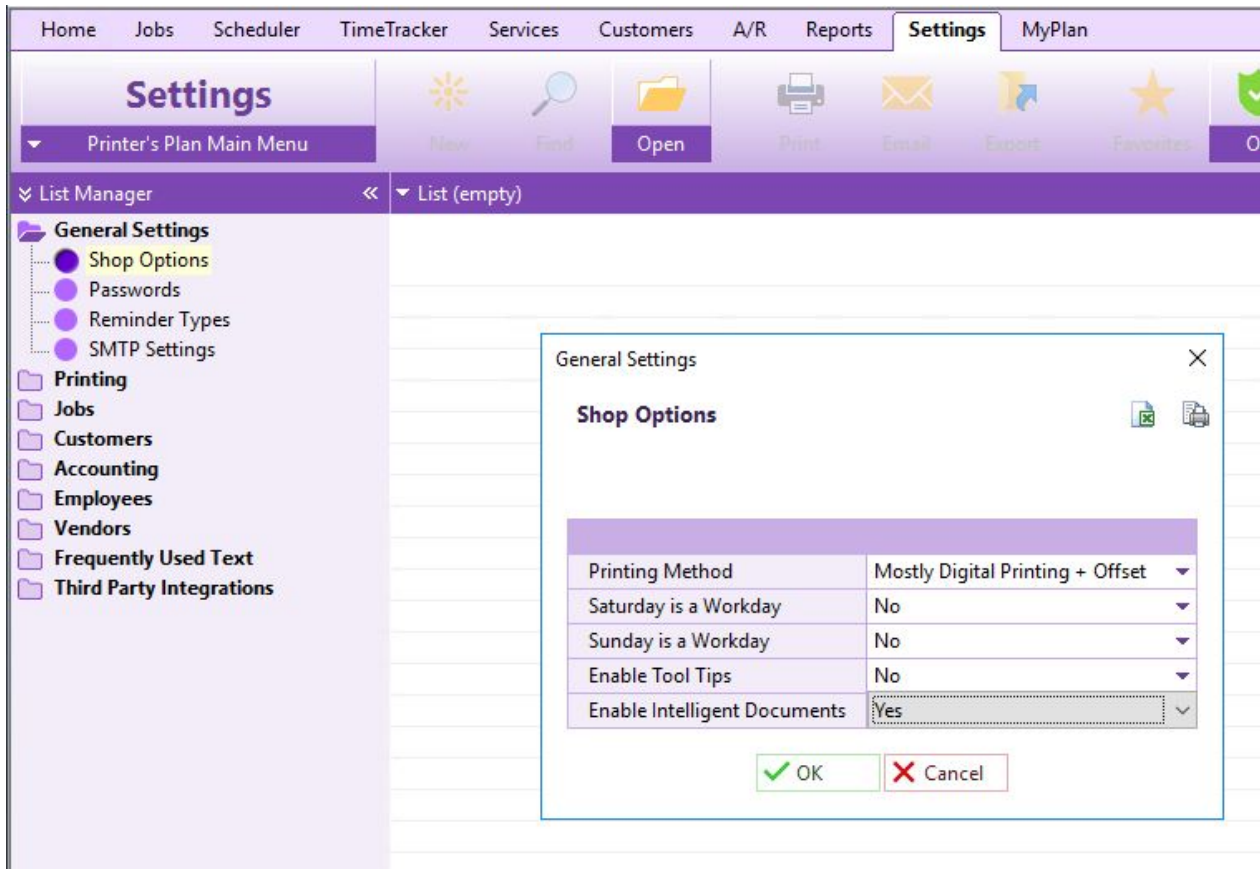 Home Jobs Scheduler TimeTracker Services Customers A/R Reports Settings MyPlan
Settings
Printer's Plan Main Menu
New Find Open Print Email Export Favorites
List Manager
List (empty)
General Settings
Shop Options
Passwords
Reminder Types
SMTP Settings
Printing
Jobs
Customers
Accounting
Employees
Vendors
Frequently Used Text
Third Party Integrations
General Settings
Shop Options
Printing Method Mostly Digital Printing + Offset
Saturday is a Workday No
Sunday is a Workday No
Enable Tool Tips No
Enable Intelligent Documents Yes
OK Cancel